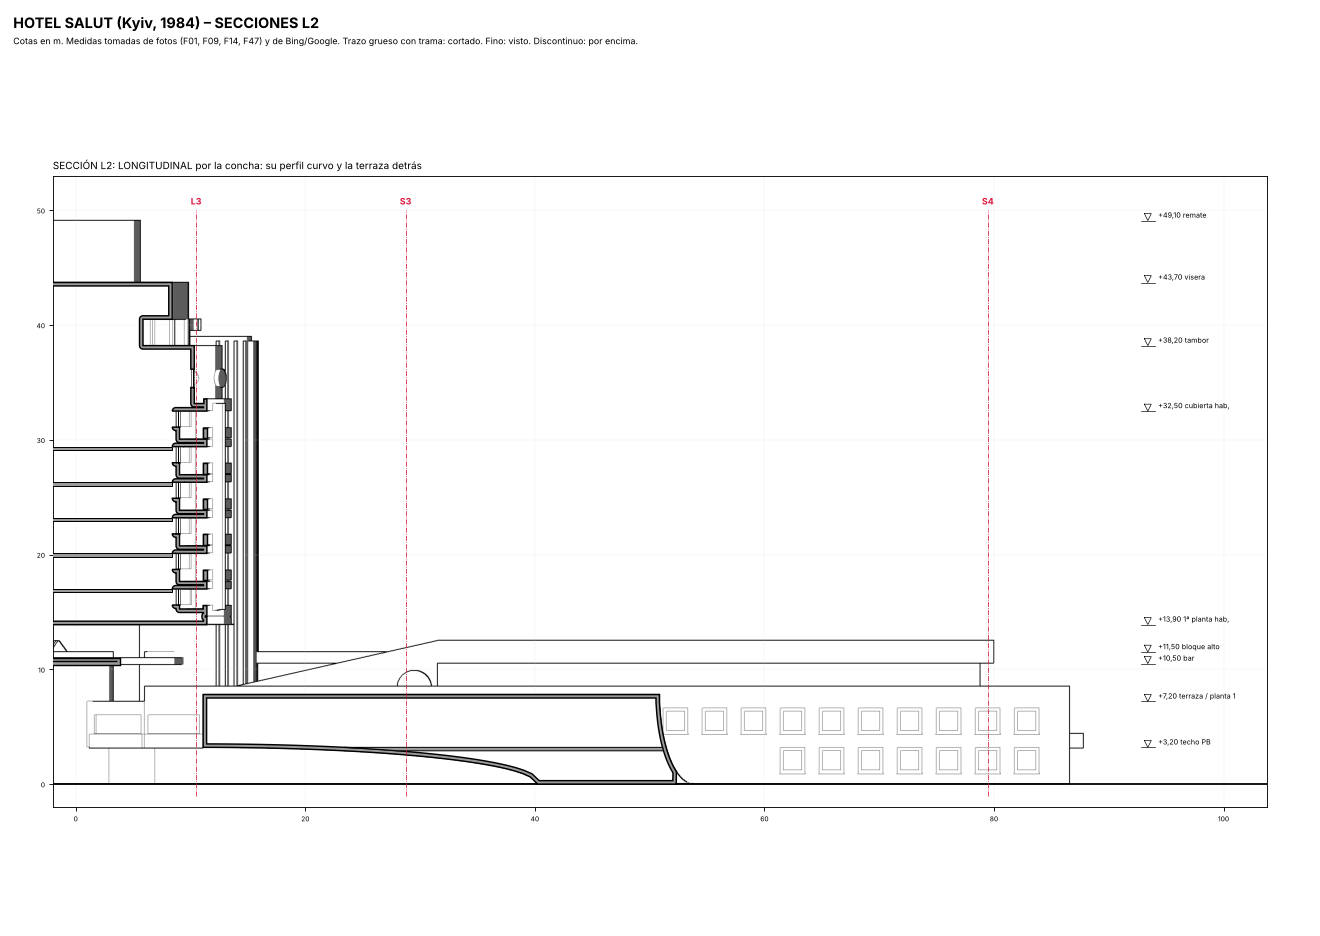 HOTEL SALUT (Kyiv, 1984) – SECCIONES L2
Cotas en m. Medidas tomadas de fotos (F01, F09, F14, F47) y de Bing/Google. Trazo grueso con trama: cortado. Fino: visto. Discontinuo: por encima.
SECCIÓN L2: LONGITUDINAL por la concha: su perfil curvo y la terraza detrás
L3
S3
S4
50
+49,10 remate
+43,70 visera
40
+38,20 tambor
+32,50 cubierta hab,
30
20
+13,90 1ª planta hab,
+11,50 bloque alto
+10,50 bar
10
+7,20 terraza / planta 1
+3,20 techo PB
0
0
20
40
60
80
100